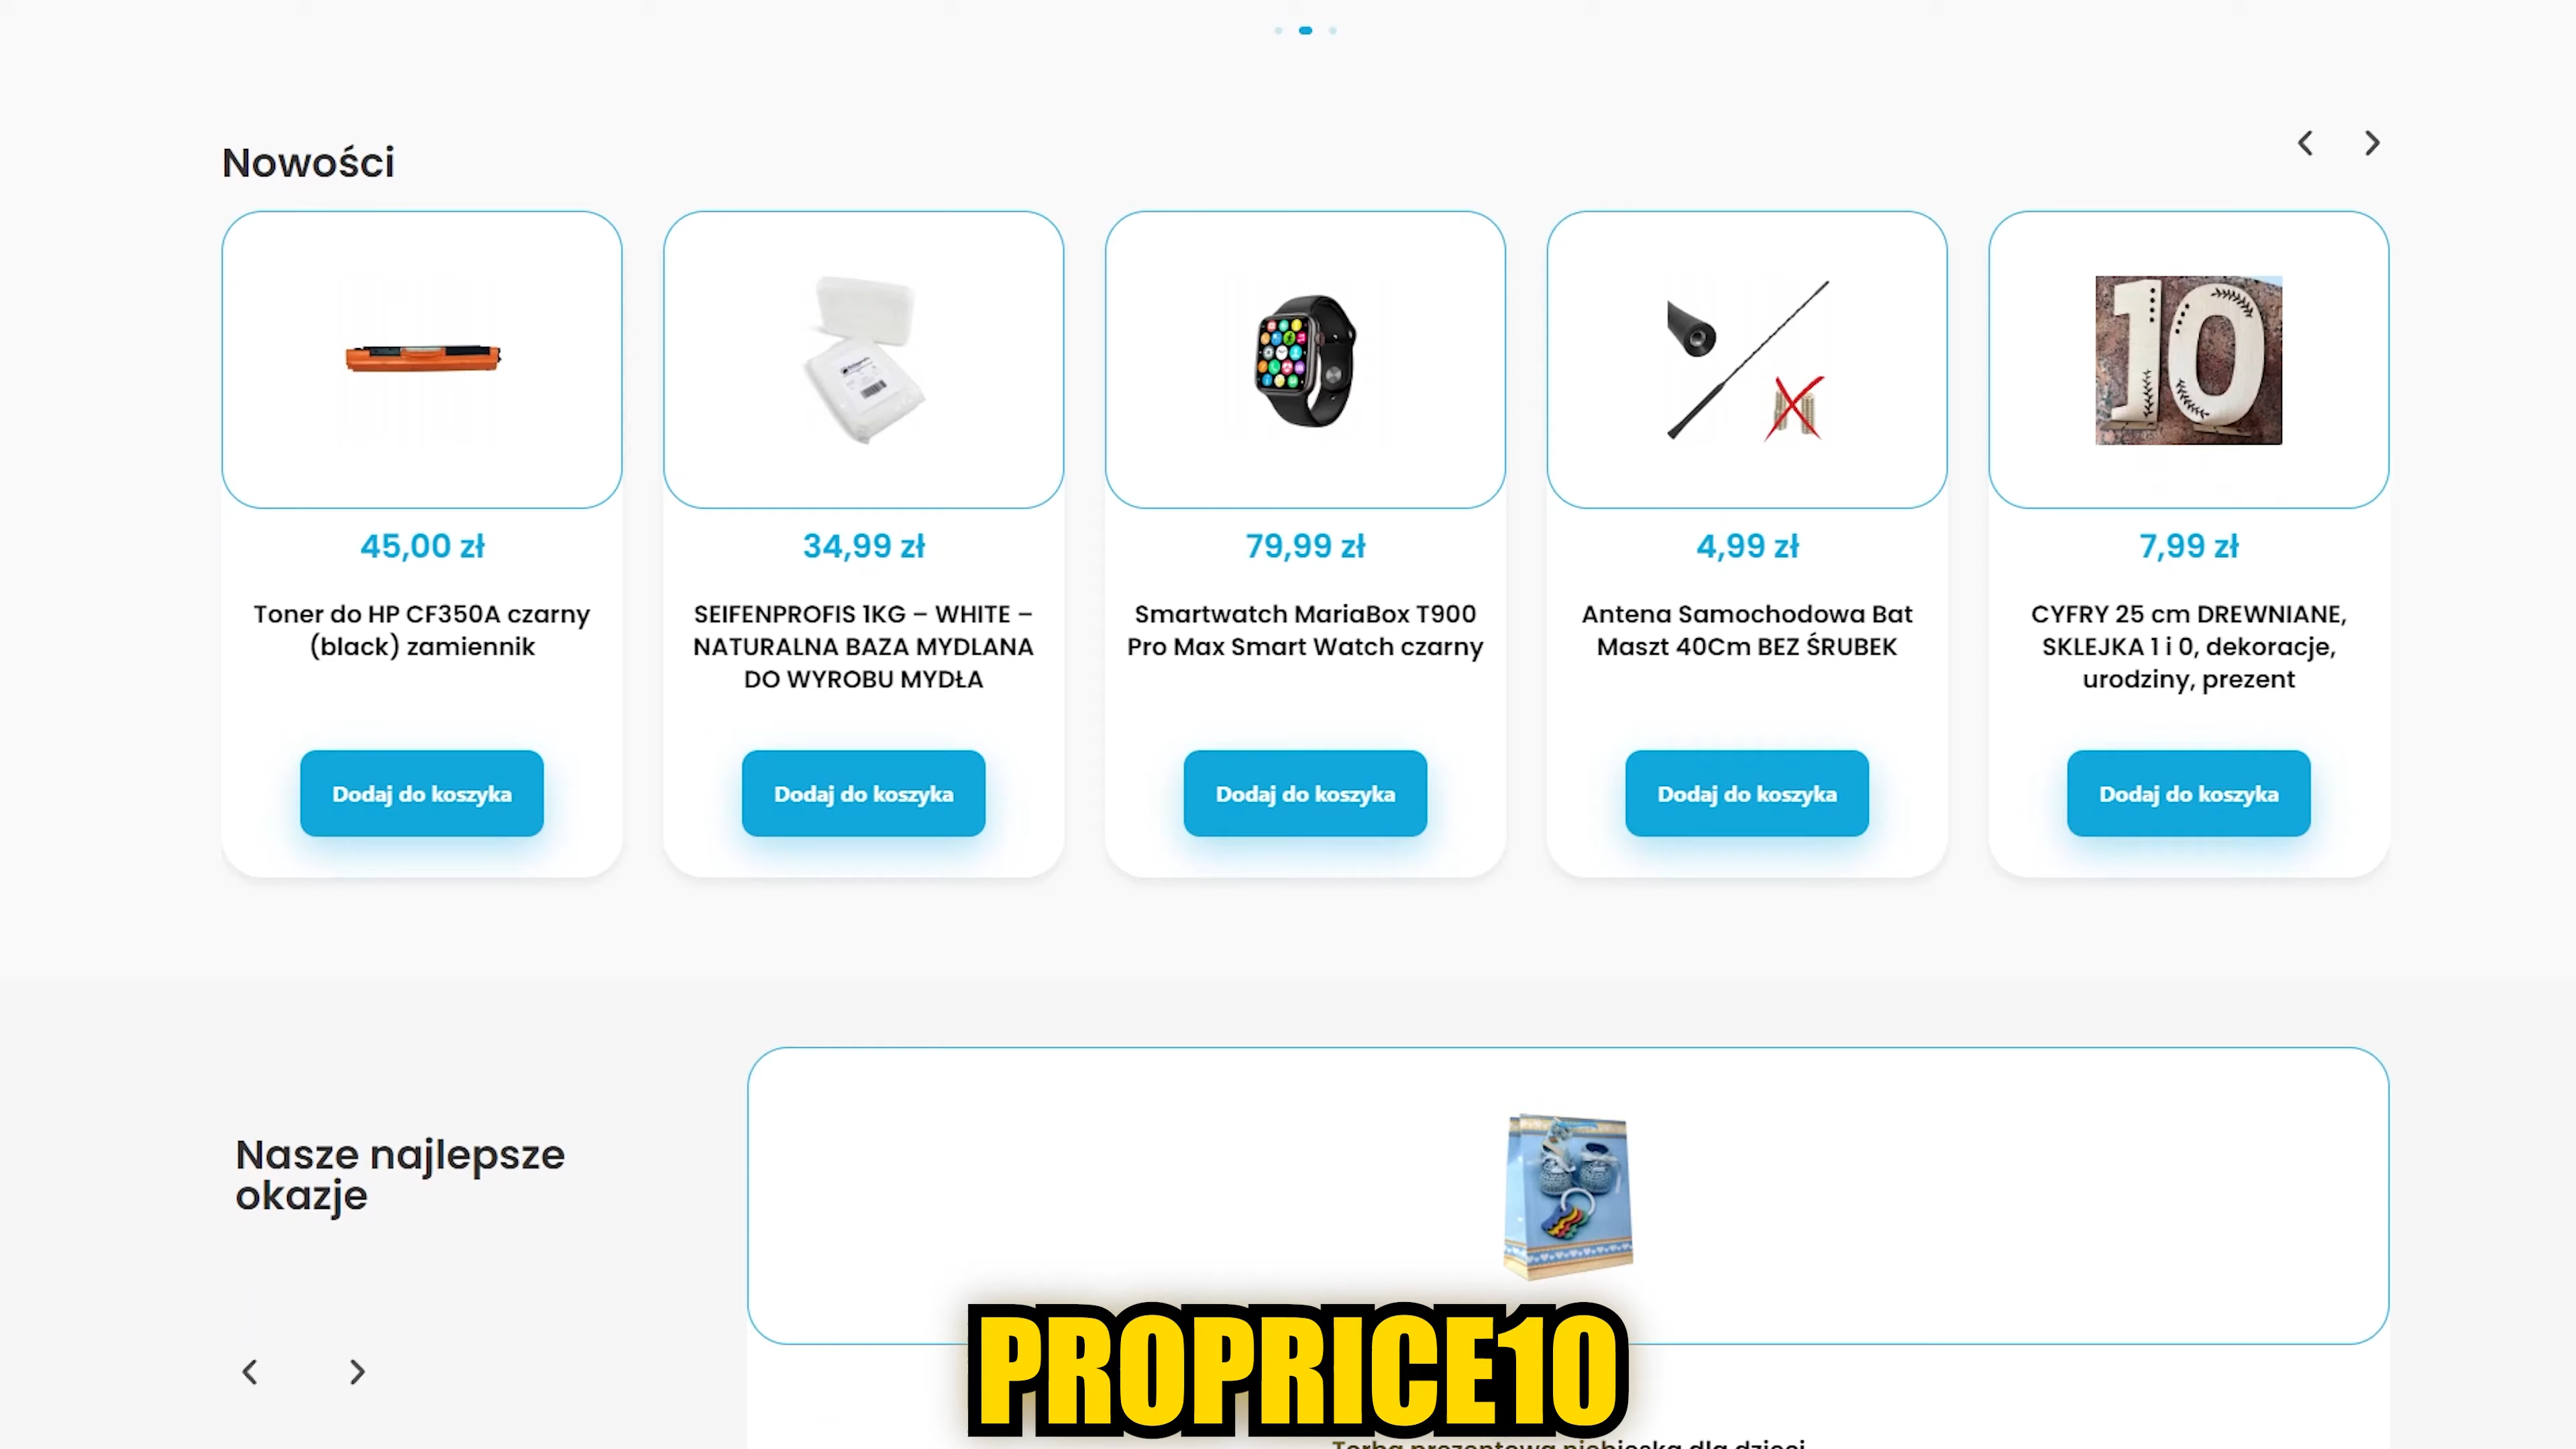 Nowości
45,00 zł
Toner do HP CF350A czarny
(black) zamiennik
Dodaj do koszyka
34,99 zł
SEIFENPROFIS 1KG – WHITE –
NATURALNA BAZA MYDLANA
DO WYROBU MYDŁA
Dodaj do koszyka
79,99 zł
Smartwatch MariaBox T900
Pro Max Smart Watch czarny
Dodaj do koszyka
4,99 zł
Antena Samochodowa Bat
Maszt 40Cm BEZ ŚRUBEK
Dodaj do koszyka
10
7,99 zł
CYFRY 25 cm DREWNIANE,
SKLEJKA 1 i 0, dekoracje,
urodziny, prezent
Dodaj do koszyka
Nasze najlepsze
okazje
PROPRICE10
Torba prezentowa niebieska dla dzieci